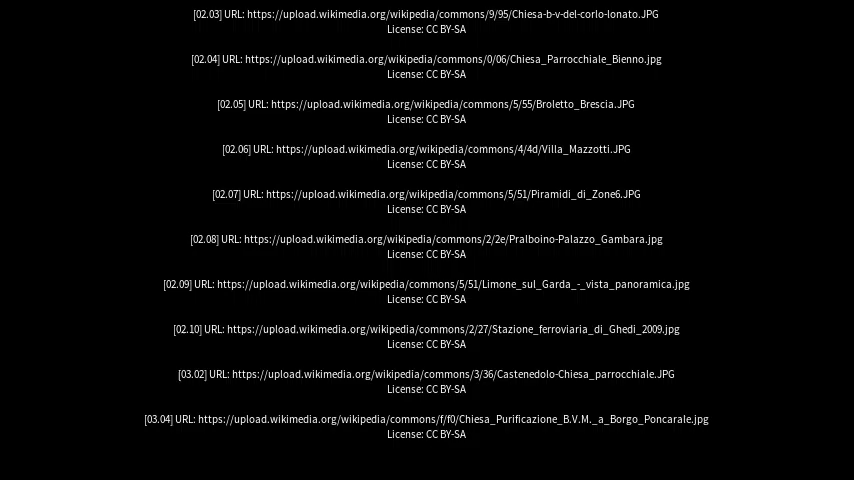 [02.03] URL: https://upload.wikimedia.org/wikipedia/commons/9/95/Chiesa-b-v-del-corlo-lonato.JPG
License: CC BY-SA
[02.04] URL: https://upload.wikimedia.org/wikipedia/commons/0/06/Chiesa_Parrocchiale_Bienno.jpg
License: CC BY-SA
[02.05] URL: https://upload.wikimedia.org/wikipedia/commons/5/55/Broletto_Brescia.JPG
License: CC BY-SA
[02.06] URL: https://upload.wikimedia.org/wikipedia/commons/4/4d/Villa_Mazzotti.JPG
License: CC BY-SA
[02.07] URL: https://upload.wikimedia.org/wikipedia/commons/5/51/Piramidi_di_Zone6.JPG
License: CC BY-SA
[02.08] URL: https://upload.wikimedia.org/wikipedia/commons/2/2e/Pralboino-Palazzo_Gambara.jpg
License: CC BY-SA
[02.09] URL: https://upload.wikimedia.org/wikipedia/commons/5/51/Limone_sul_Garda_-_vista_panoramica.jpg
License: CC BY-SA
[02.10] URL: https://upload.wikimedia.org/wikipedia/commons/2/27/Stazione_ferroviaria_di_Ghedi_2009.jpg
License: CC BY-SA
[03.02] URL: https://upload.wikimedia.org/wikipedia/commons/3/36/Castenedolo-Chiesa_parrocchiale.JPG
License: CC BY-SA
[03.04] URL: https://upload.wikimedia.org/wikipedia/commons/f/f0/Chiesa_Purificazione_B.V.M._a_Borgo_Poncarale.jpg
License: CC BY-SA